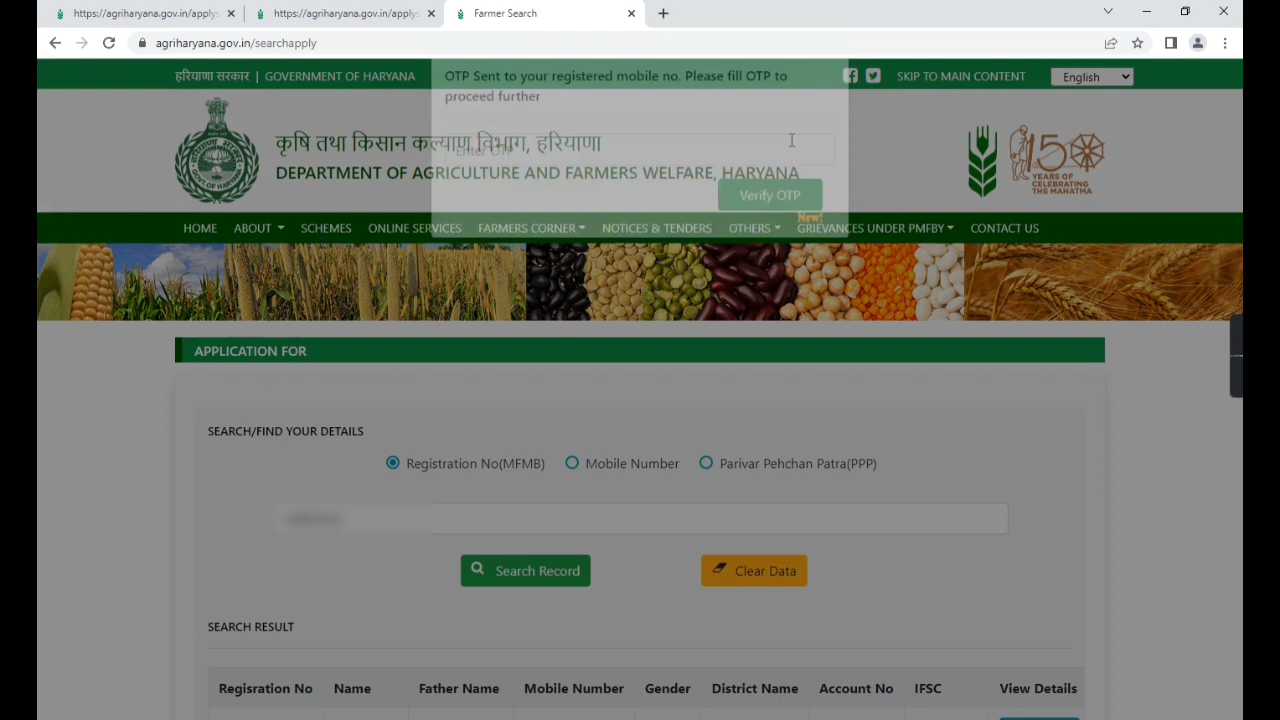 https://agriharyana.gov.in/applys
https://agriharyana.gov.in/applys
Farmer Search
agriharyana.gov.in/searchapply
हरियाणा सरकार | GOVERNMENT OF HARYANA
OTP Sent to your registered mobile no. Please fill OTP to
proceed further
SKIP TO MAIN CONTENT
English
कृषि तथा किसान कल्याण विभाग, हरियाणा
Enter OTP
DEPARTMENT OF AGRICULTURE AND FARMERS WELFARE, HARYANA
150
YEARS OF
CELEBRATING
THE MAHATMA
Verify OTP
New!
HOME ABOUT SCHEMES ONLINE SERVICES FARMERS CORNER NOTICES & TENDERS OTHERS GRIEVANCES UNDER PMFBY CONTACT US
APPLICATION FOR
SEARCH/FIND YOUR DETAILS
Registration No(MFMB) Mobile Number Parivar Pehchan Patra(PPP)
Search Record Clear Data
SEARCH RESULT
Regisration No Name Father Name Mobile Number Gender District Name Account No IFSC View Details